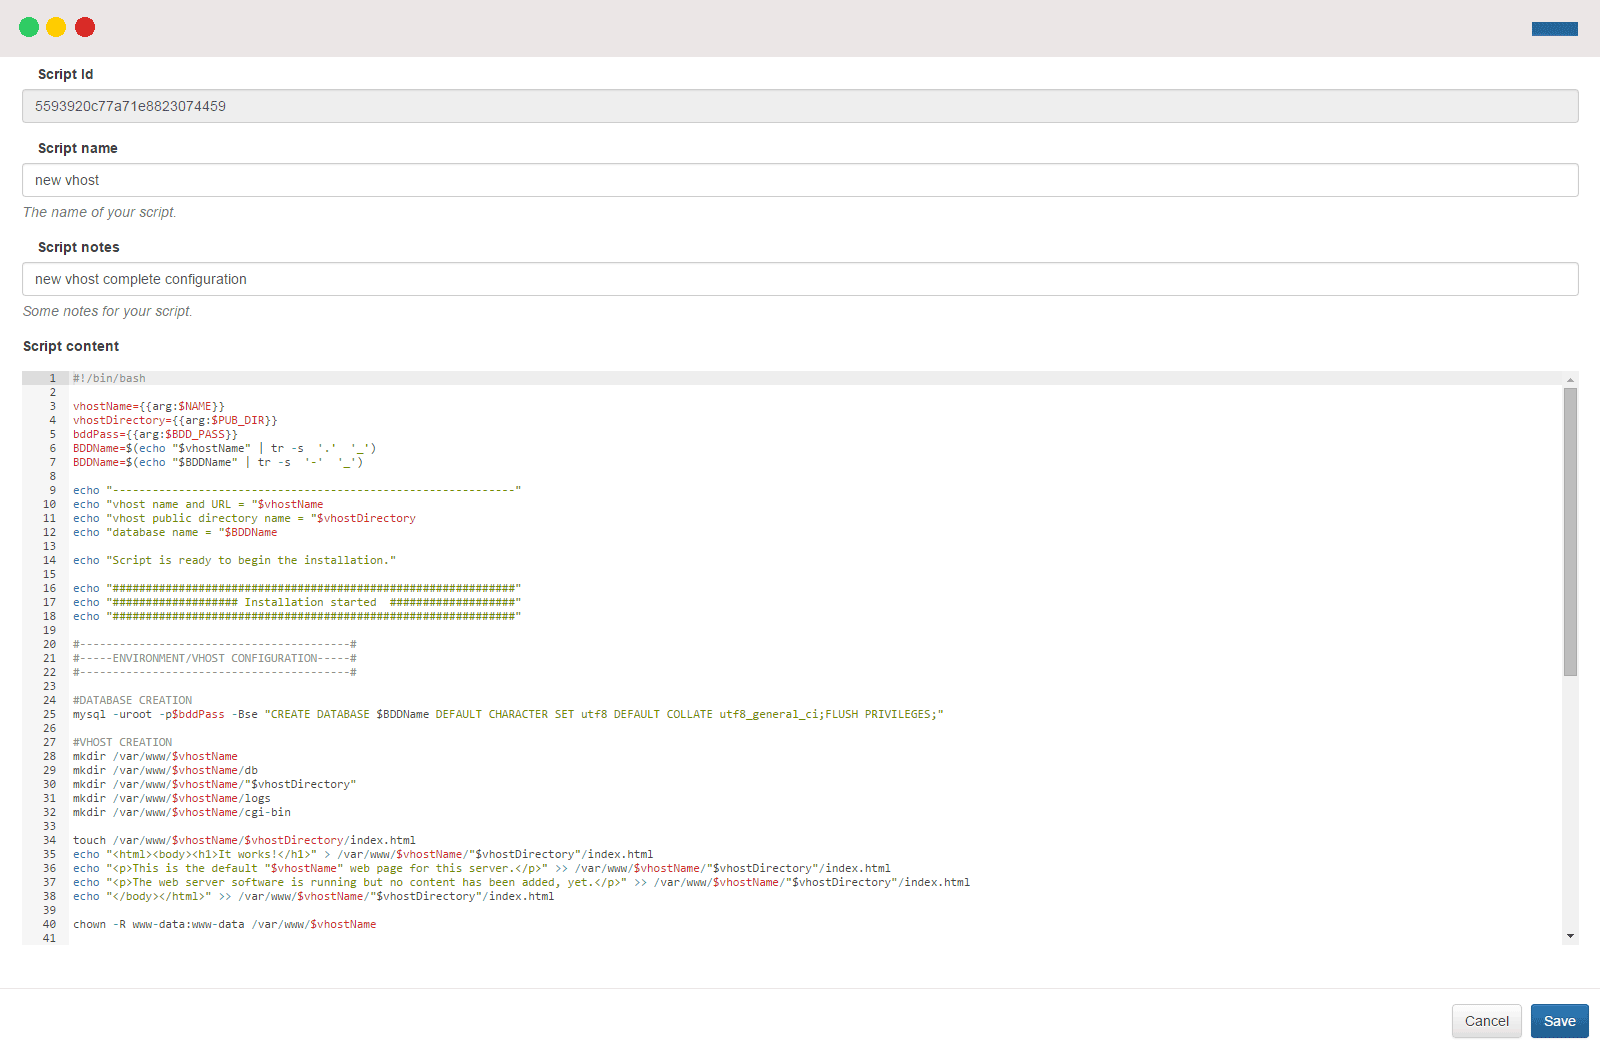 Script Id
5593920c77a71e8823074459
Script name
new vhost
The name of your script.
Script notes
new vhost complete configuration
Some notes for your script.
Script content
1 #!/bin/bash
2
3 vhostName={{arg:$NAME}}
4 vhostDirectory={{arg:$PUB_DIR}}
5 bddPass={{arg:$BDD_PASS}}
6 BDDName=$(echo "$vhostName" | tr -s  '.'  '_')
7 BDDName=$(echo "$BDDName" | tr -s  '-'  '_')
8
9 echo "-------------------------------------------------------------"
10 echo "vhost name and URL = "$vhostName
11 echo "vhost public directory name = "$vhostDirectory
12 echo "database name = "$BDDName
13
14 echo "Script is ready to begin the installation."
15
16 echo "#############################################################"
17 echo "################### Installation started  ###################"
18 echo "#############################################################"
19
20 #-----------------------------------------#
21 #-----ENVIRONMENT/VHOST CONFIGURATION-----#
22 #-----------------------------------------#
23
24 #DATABASE CREATION
25 mysql -uroot -p$bddPass -Bse "CREATE DATABASE $BDDName DEFAULT CHARACTER SET utf8 DEFAULT COLLATE utf8_general_ci;FLUSH PRIVILEGES;"
26
27 #VHOST CREATION
28 mkdir /var/www/$vhostName
29 mkdir /var/www/$vhostName/db
30 mkdir /var/www/$vhostName/"$vhostDirectory"
31 mkdir /var/www/$vhostName/logs
32 mkdir /var/www/$vhostName/cgi-bin
33
34 touch /var/www/$vhostName/$vhostDirectory/index.html
35 echo "<html><body><h1>It works!</h1>" > /var/www/$vhostName/"$vhostDirectory"/index.html
36 echo "<p>This is the default "$vhostName" web page for this server.</p>" >> /var/www/$vhostName/"$vhostDirectory"/index.html
37 echo "<p>The web server software is running but no content has been added, yet.</p>" >> /var/www/$vhostName/"$vhostDirectory"/index.html
38 echo "</body></html>" >> /var/www/$vhostName/"$vhostDirectory"/index.html
39
40 chown -R www-data:www-data /var/www/$vhostName
41
Cancel
Save